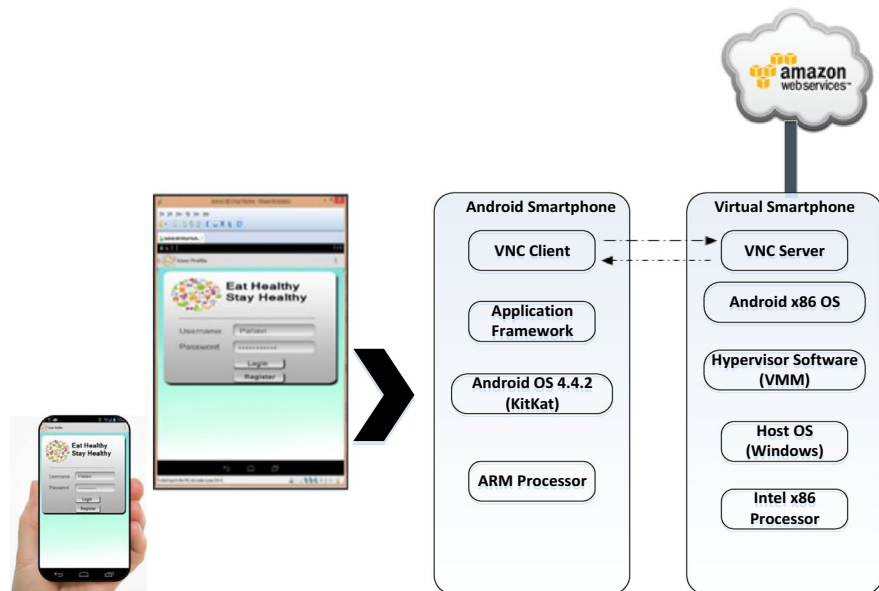 amazon
webservices™
Eat Healthy
Stay Healthy
Username
Pallavi
Password
Login
Register
Eat Healthy
Stay Healthy
Username
Pallavi
Password
Login
Register
Android Smartphone
VNC Client
Application
Framework
Android OS 4.4.2
(KitKat)
ARM Processor
Virtual Smartphone
VNC Server
Android x86 OS
Hypervisor Software
(VMM)
Host OS
(Windows)
Intel x86
Processor